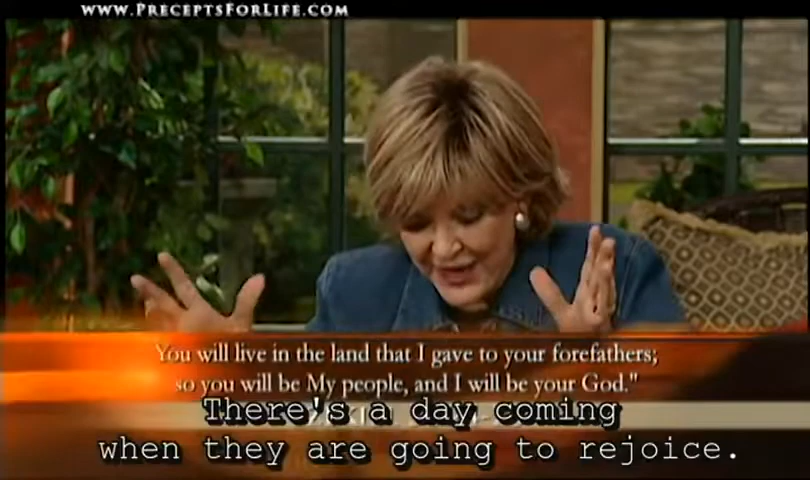 www.PreceptsForLife.com
You will live in the land that I gave to your forefathers;
so you will be My people, and I will be your God."
There's a day coming
when they are going to rejoice.